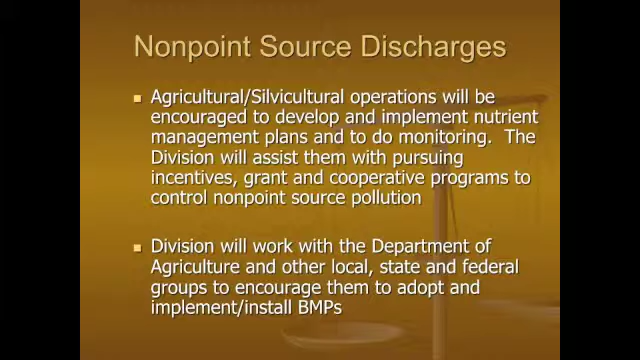 Nonpoint Source Discharges
Agricultural/Silvicultural operations will be
encouraged to develop and implement nutrient
management plans and to do monitoring.  The
Division will assist them with pursuing
incentives, grant and cooperative programs to
control nonpoint source pollution
Division will work with the Department of
Agriculture and other local, state and federal
groups to encourage them to adopt and
implement/install BMPs